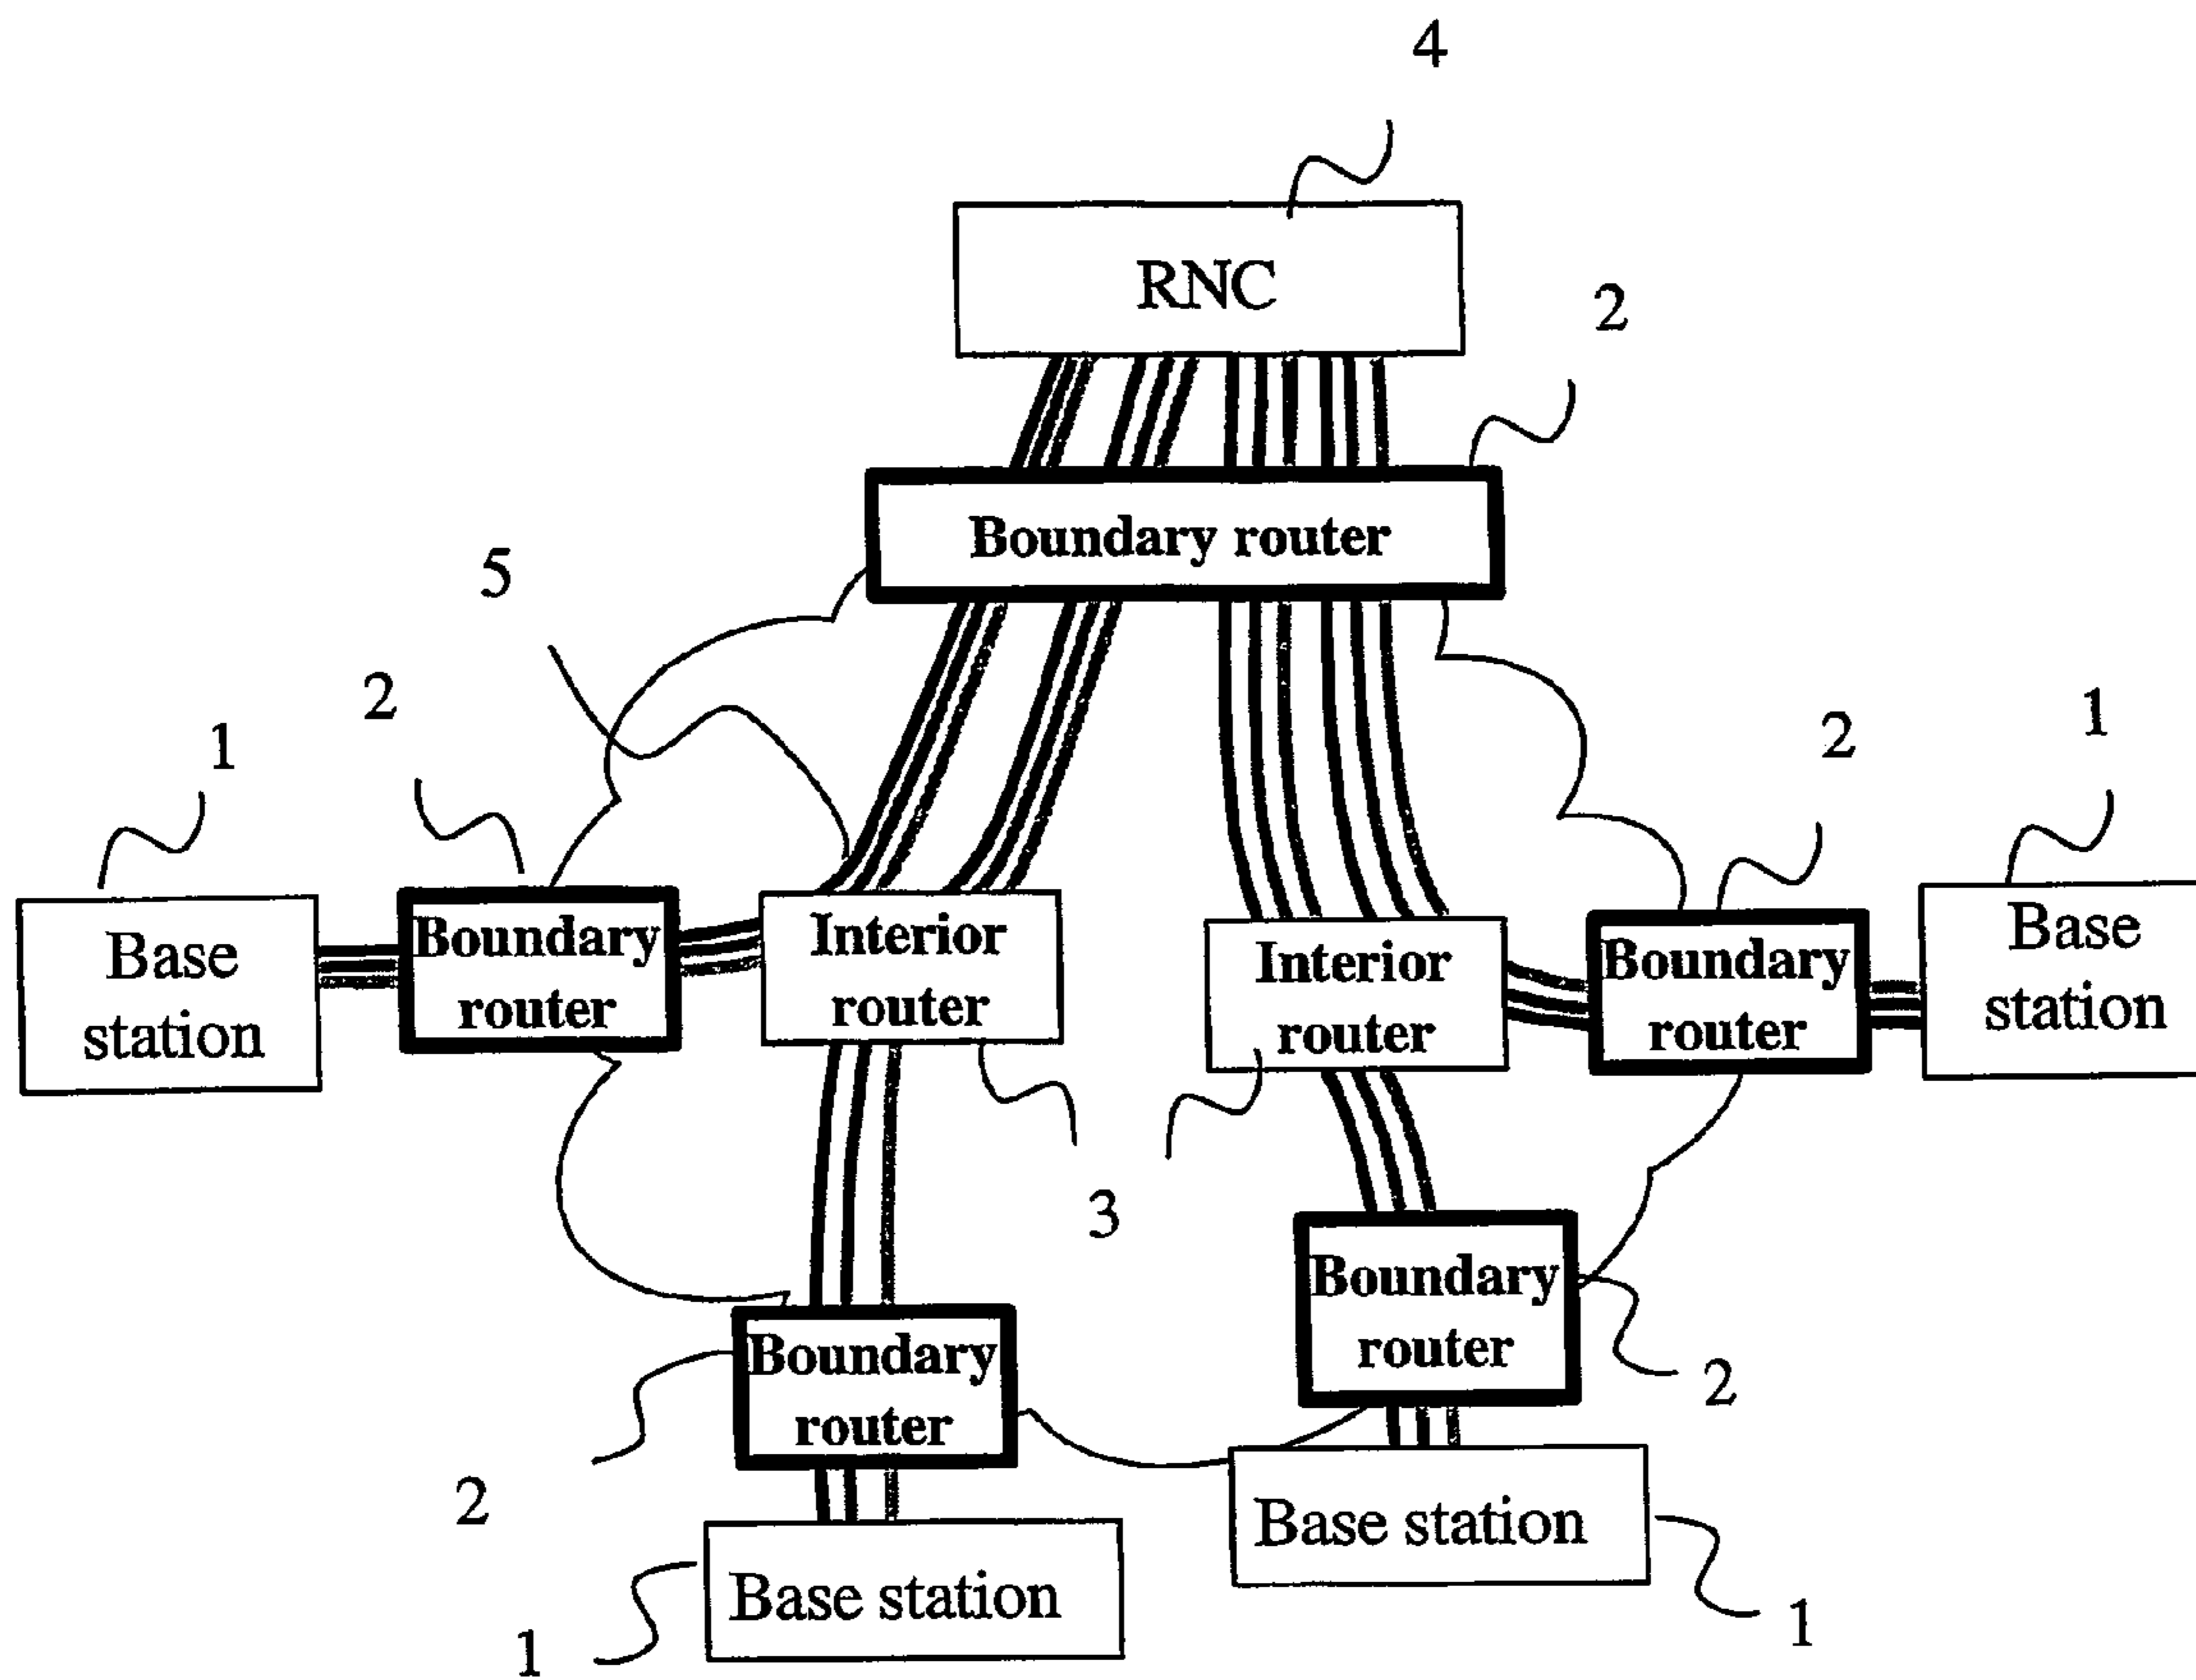 4
RNC
2
Boundary router
5
2
1
2
1
Base
station
Boundary
router
Interior
router
Interior
router
Boundary
router
Base
station
3
Boundary
router
2
Boundary
router
2
Base station
1
Base station
1